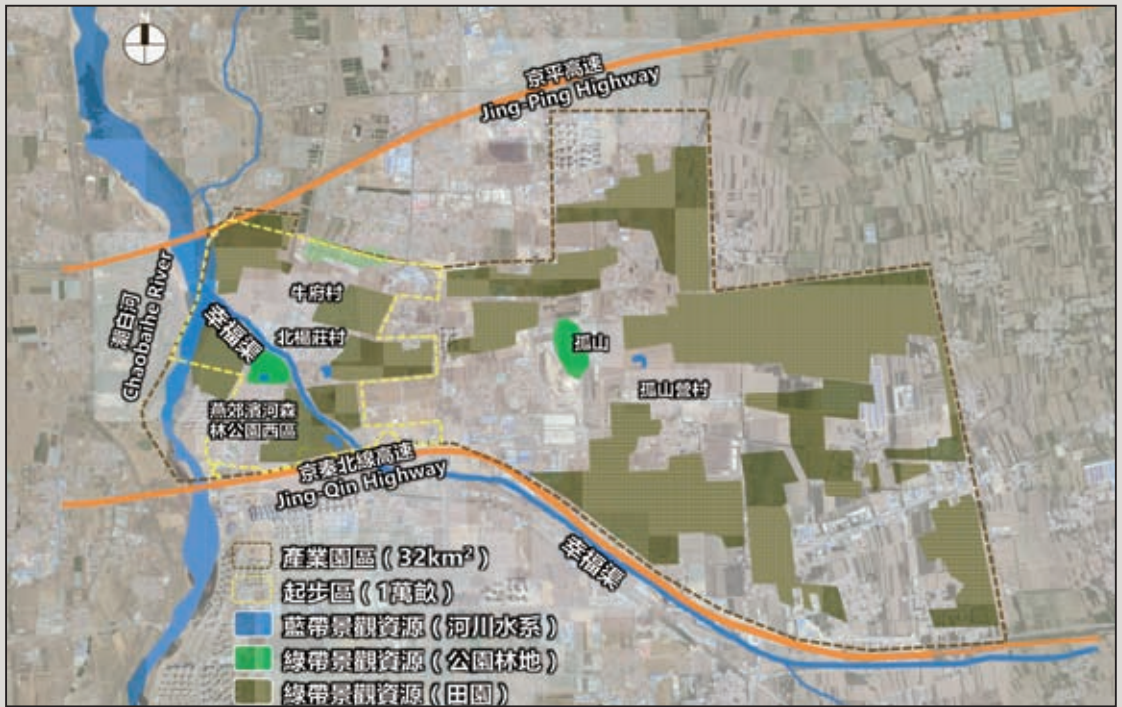 京平高速
Jing-Ping Highway
潮白河
Chaobaihe River
牛府村
幸福渠
北楊莊村
孤山
孤山營村
燕郊濱河森
林公園西區
京秦北線高速
Jing-Qin Highway
幸福渠
產業園區（32km²）
起步區（1萬畝）
藍帶景觀資源（河川水系）
綠帶景觀資源（公園林地）
綠帶景觀資源（田園）